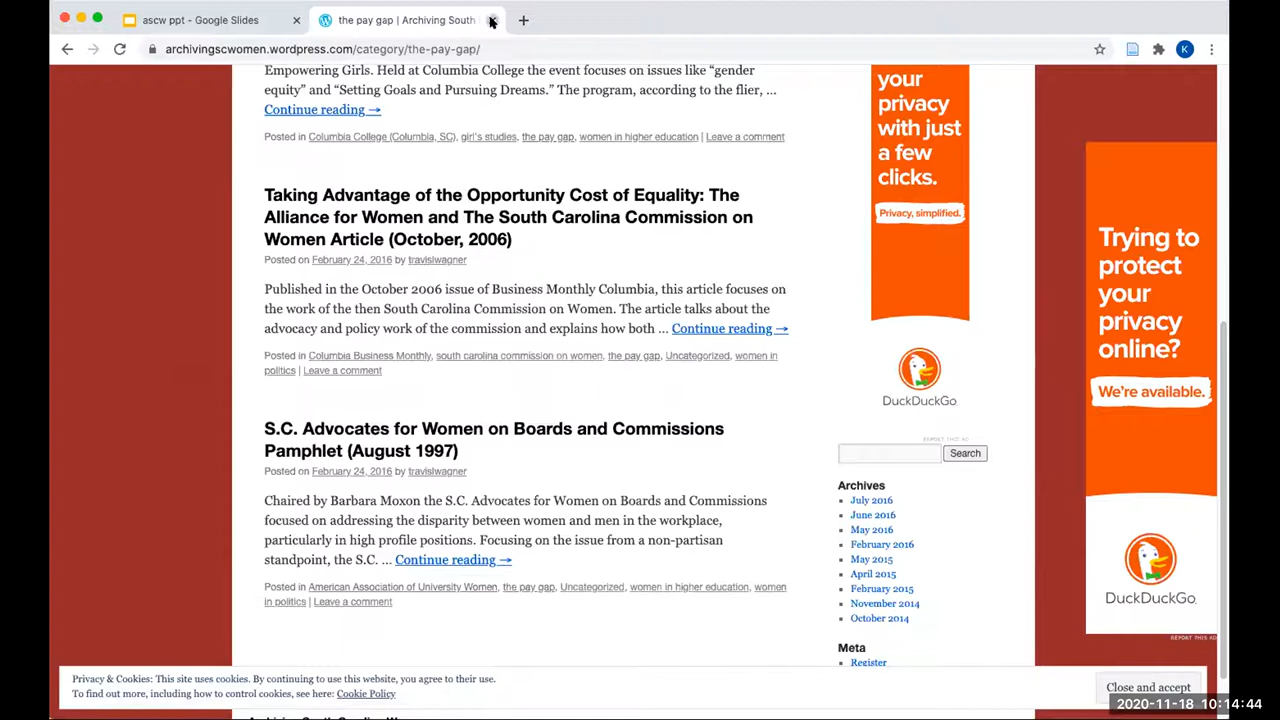 ascw ppt - Google Slides
the pay gap | Archiving South
archivingscwomen.wordpress.com/category/the-pay-gap/
K
Empowering Girls. Held at Columbia College the event focuses on issues like “gender
equity” and “Setting Goals and Pursuing Dreams.” The program, according to the flier, ...
Continue reading →
Posted in Columbia College (Columbia, SC), girl's studies, the pay gap, women in higher education | Leave a comment
Taking Advantage of the Opportunity Cost of Equality: The
Alliance for Women and The South Carolina Commission on
Women Article (October, 2006)
Posted on February 24, 2016 by travislwagner
Published in the October 2006 issue of Business Monthly Columbia, this article focuses on
the work of the then South Carolina Commission on Women. The article talks about the
advocacy and policy work of the commission and explains how both ... Continue reading →
Posted in Columbia Business Monthly, south carolina commission on women, the pay gap, Uncategorized, women in
politics | Leave a comment
S.C. Advocates for Women on Boards and Commissions
Pamphlet (August 1997)
Posted on February 24, 2016 by travislwagner
Chaired by Barbara Moxon the S.C. Advocates for Women on Boards and Commissions
focused on addressing the disparity between women and men in the workplace,
particularly in high profile positions. Focusing on the issue from a non-partisan
standpoint, the S.C. ... Continue reading →
Posted in American Association of University Women, the pay gap, Uncategorized, women in higher education, women
in politics | Leave a comment
your
privacy
with just
a few
clicks.
Privacy, simplified.
DuckDuckGo.
REPORT THIS AD
Search
Archives
July 2016
June 2016
May 2016
February 2016
May 2015
April 2015
February 2015
November 2014
October 2014
Meta
Register
Trying to
protect
your
privacy
online?
We're available.
DuckDuckGo.
REPORT THIS AD
Privacy & Cookies: This site uses cookies. By continuing to use this website, you agree to their use.
To find out more, including how to control cookies, see here: Cookie Policy
Close and accept
2020-11-18 10:14:44